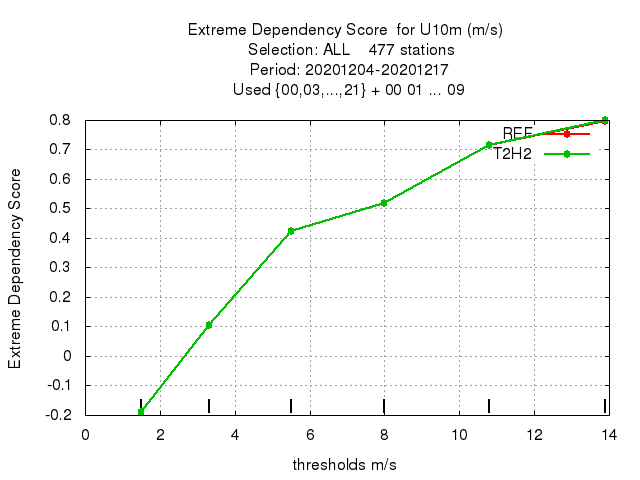 Extreme Dependency Score  for U10m (m/s)
Selection: ALL    477 stations
Period: 20201204-20201217
Used {00,03,...,21} + 00 01 ... 09
Extreme Dependency Score
0.8
0.7
0.6
0.5
0.4
0.3
0.2
0.1
0
-0.1
-0.2
REF
T2H2
0 2 4 6 8 10 12 14
thresholds m/s